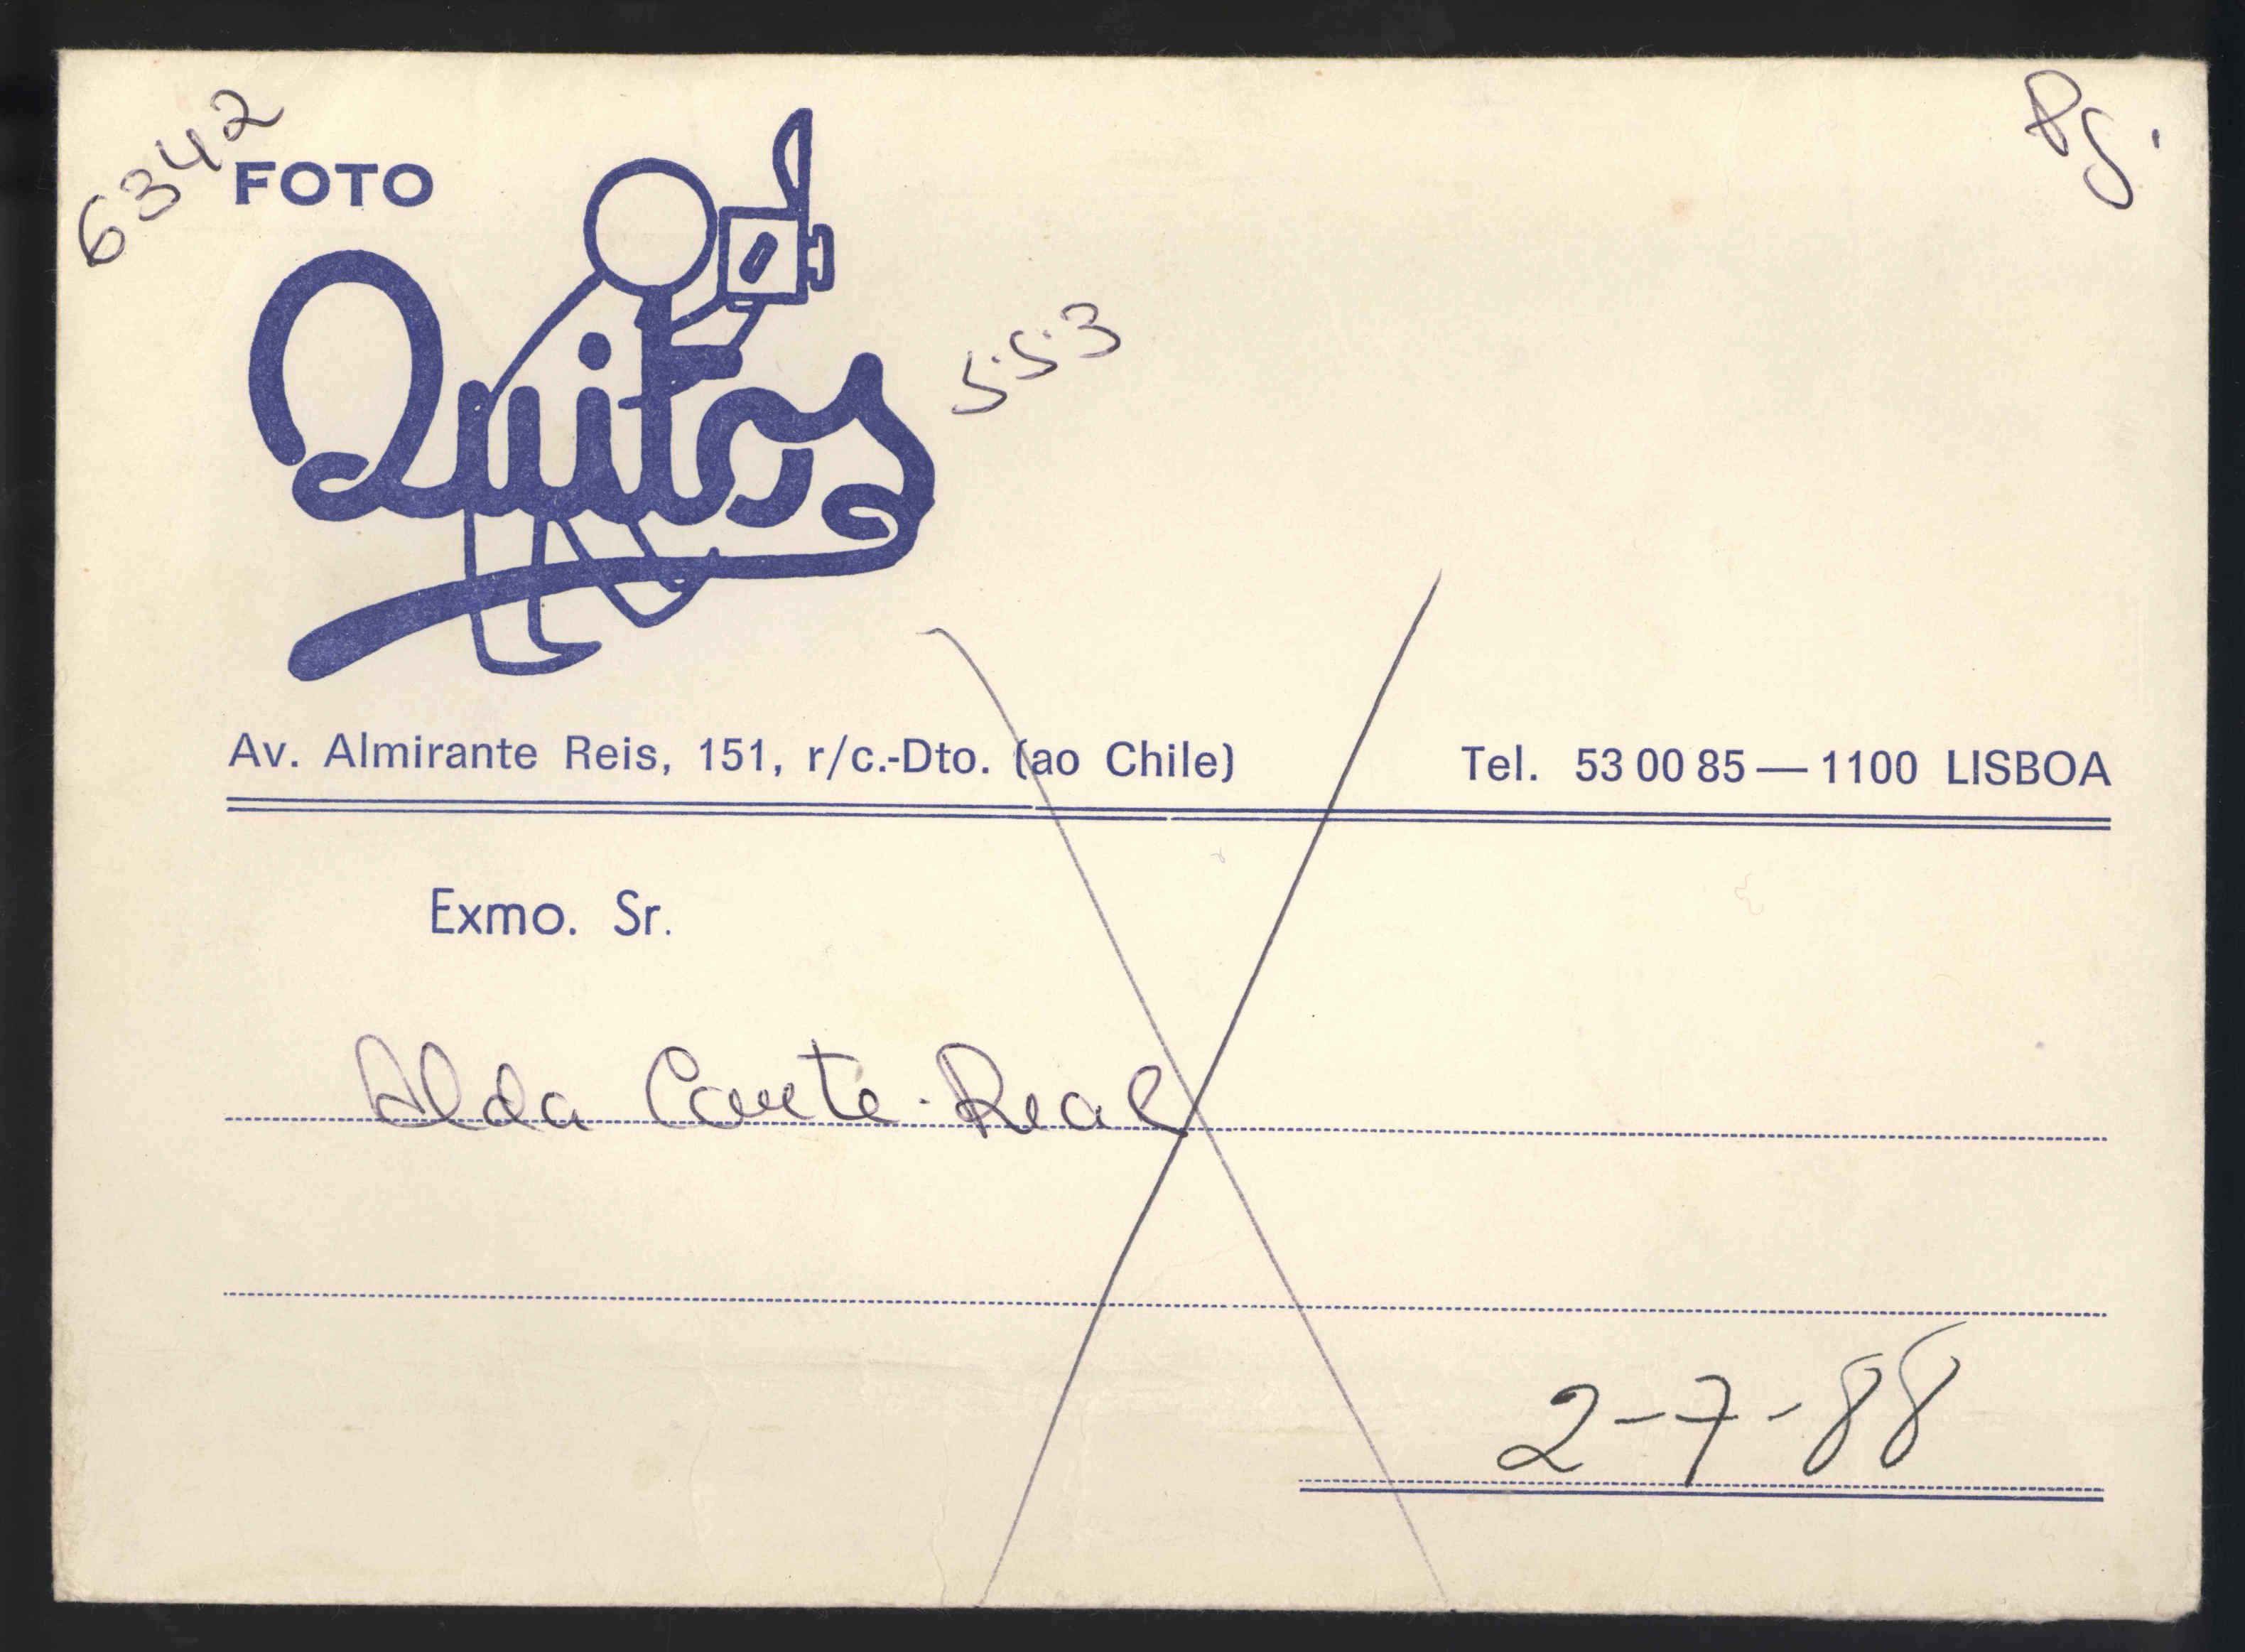 6342
Pg.
FOTO
Quitos
553
Av. Almirante Reis, 151, r/c.-Dto. (ao Chile) Tel. 53 00 85 — 1100 LISBOA
Exmo. Sr.
Alda Corte-Real
2-7-88